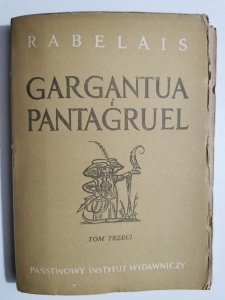 RABELAIS
GARGANTUA
i
PANTAGRUEL
TOM TRZECI
PAŃSTWOWY INSTYTUT WYDAWNICZY